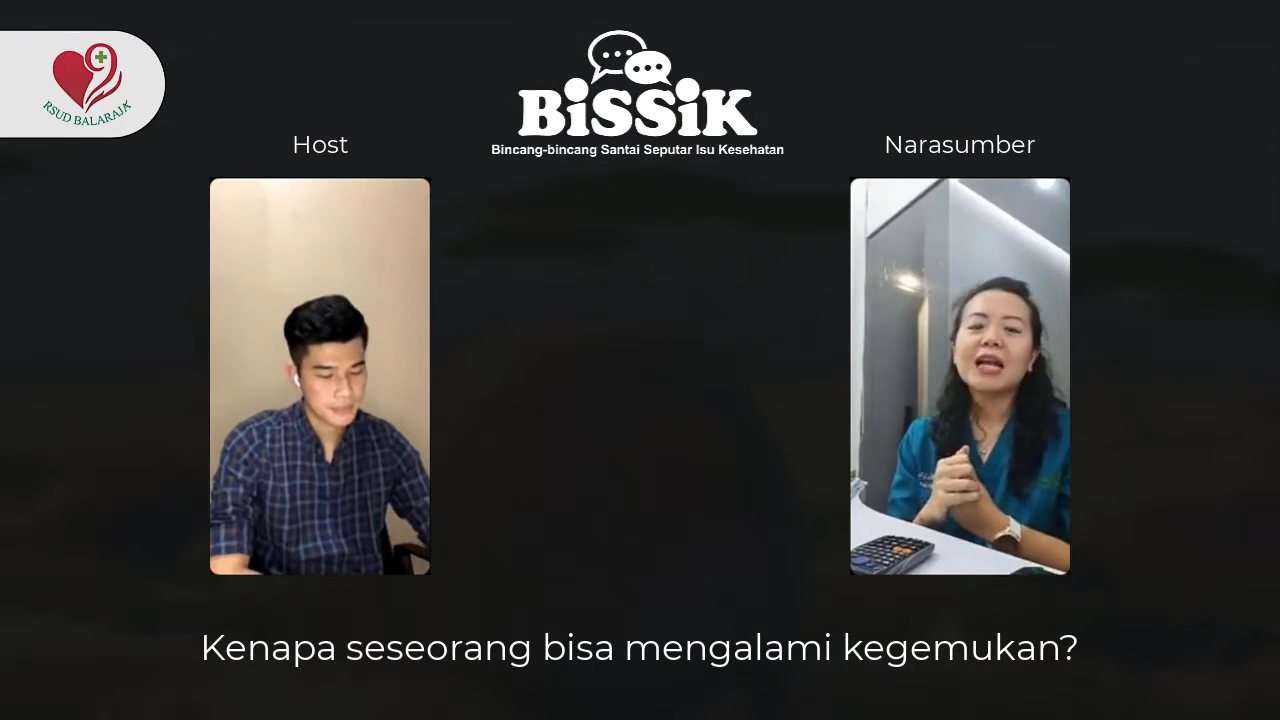 RSUD BALARAJA
BiSSiK
Bincang-bincang Santai Seputar Isu Kesehatan
Host
Narasumber
Kenapa seseorang bisa mengalami kegemukan?